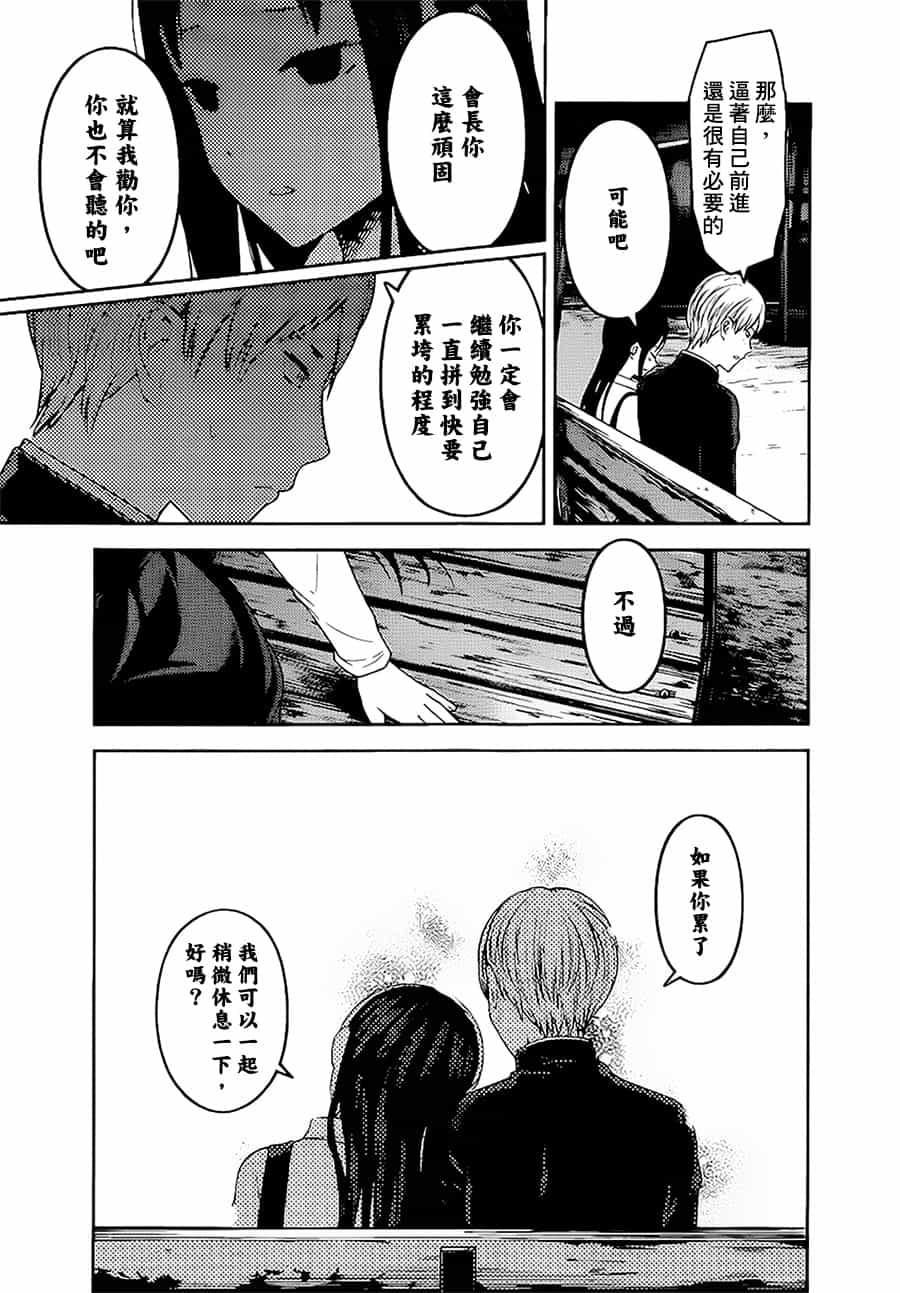 那麼，
逼著自己前進
還是很有必要的
可能吧
會長你
這麼頑固
就算我勸你，
你也不會聽的吧
你一定會
繼續勉強自己
一直拼到快要
累垮的程度
不過
如果你累了
我們可以一起
稍微休息一下，
好嗎？